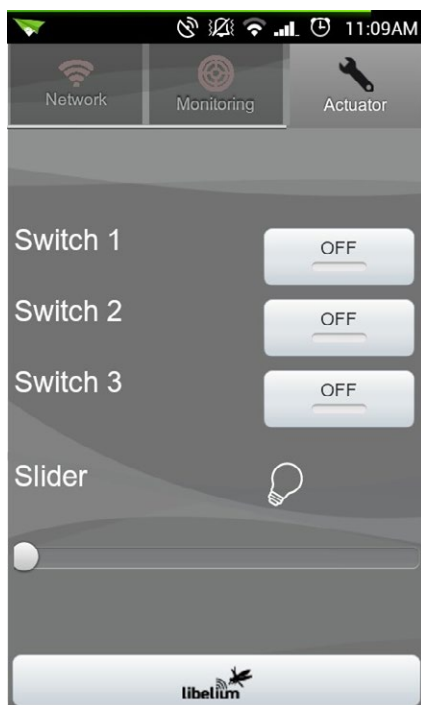 11:09AM
Network Monitoring Actuator
Switch 1 OFF
Switch 2 OFF
Switch 3 OFF
Slider
libelium